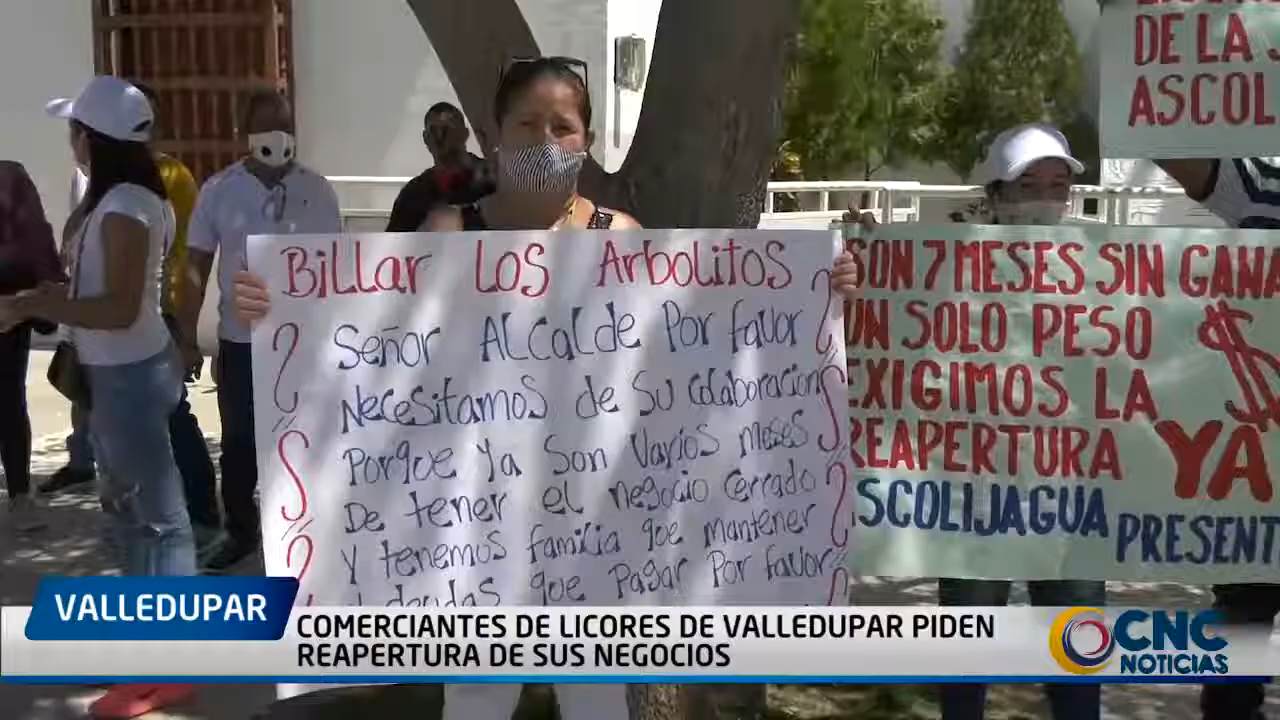 BiLLar Los Arbolitos
Señor ALcalde Por favor
Necesitamos de Su colaboracion
Porque ya Son Varios meses
De tener el negocio cerrado
Y tenemos familia que mantener
deudas que Pagar Por favor
SON 7 MESES SIN GANA
UN SOLO PESO
EXIGIMOS LA
REAPERTURA YA
ASCOLIJAGUA PRESENT
DE LA
ASCOL
VALLEDUPAR
COMERCIANTES DE LICORES DE VALLEDUPAR PIDEN
REAPERTURA DE SUS NEGOCIOS
CNC
NOTICIAS